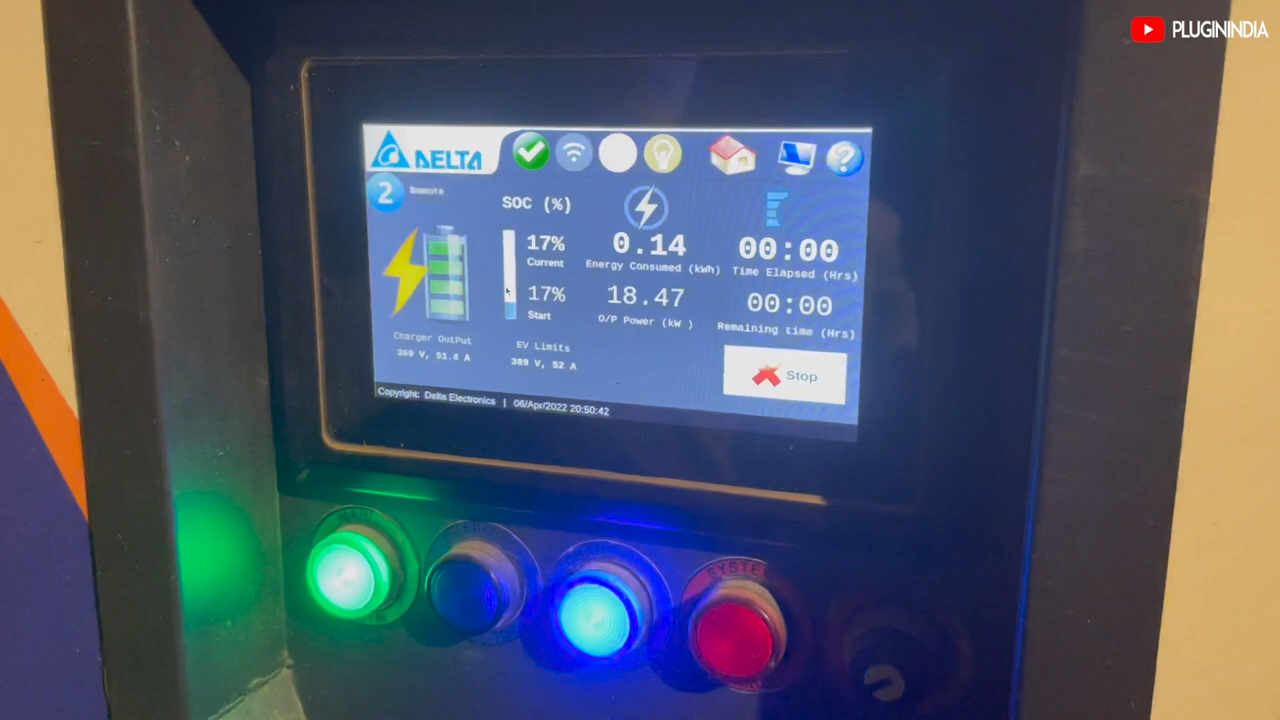 PLUGININDIA
DELTA
2
Remote
SOC (%)
17%
Current
17%
Start
0.14
Energy Consumed (kWh)
18.47
O/P Power (kW )
00:00
Time Elapsed (Hrs)
00:00
Remaining time (Hrs)
Charger OutPut
360 V, 51.4 A
EV Limits
389 V, 52 A
Stop
Copyright: Delta Electronics | 06/Apr/2022 20:50:42
SYSTEM